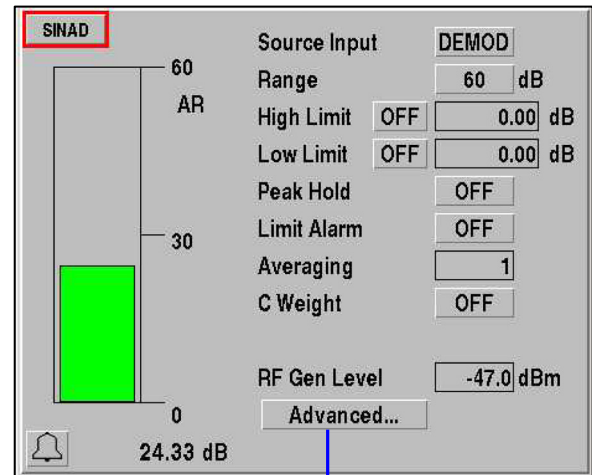 SINAD
60
AR
30
0
24.33 dB
Source Input DEMOD
Range 60 dB
High Limit OFF 0.00 dB
Low Limit OFF 0.00 dB
Peak Hold OFF
Limit Alarm OFF
Averaging 1
C Weight OFF
RF Gen Level -47.0 dBm
Advanced...